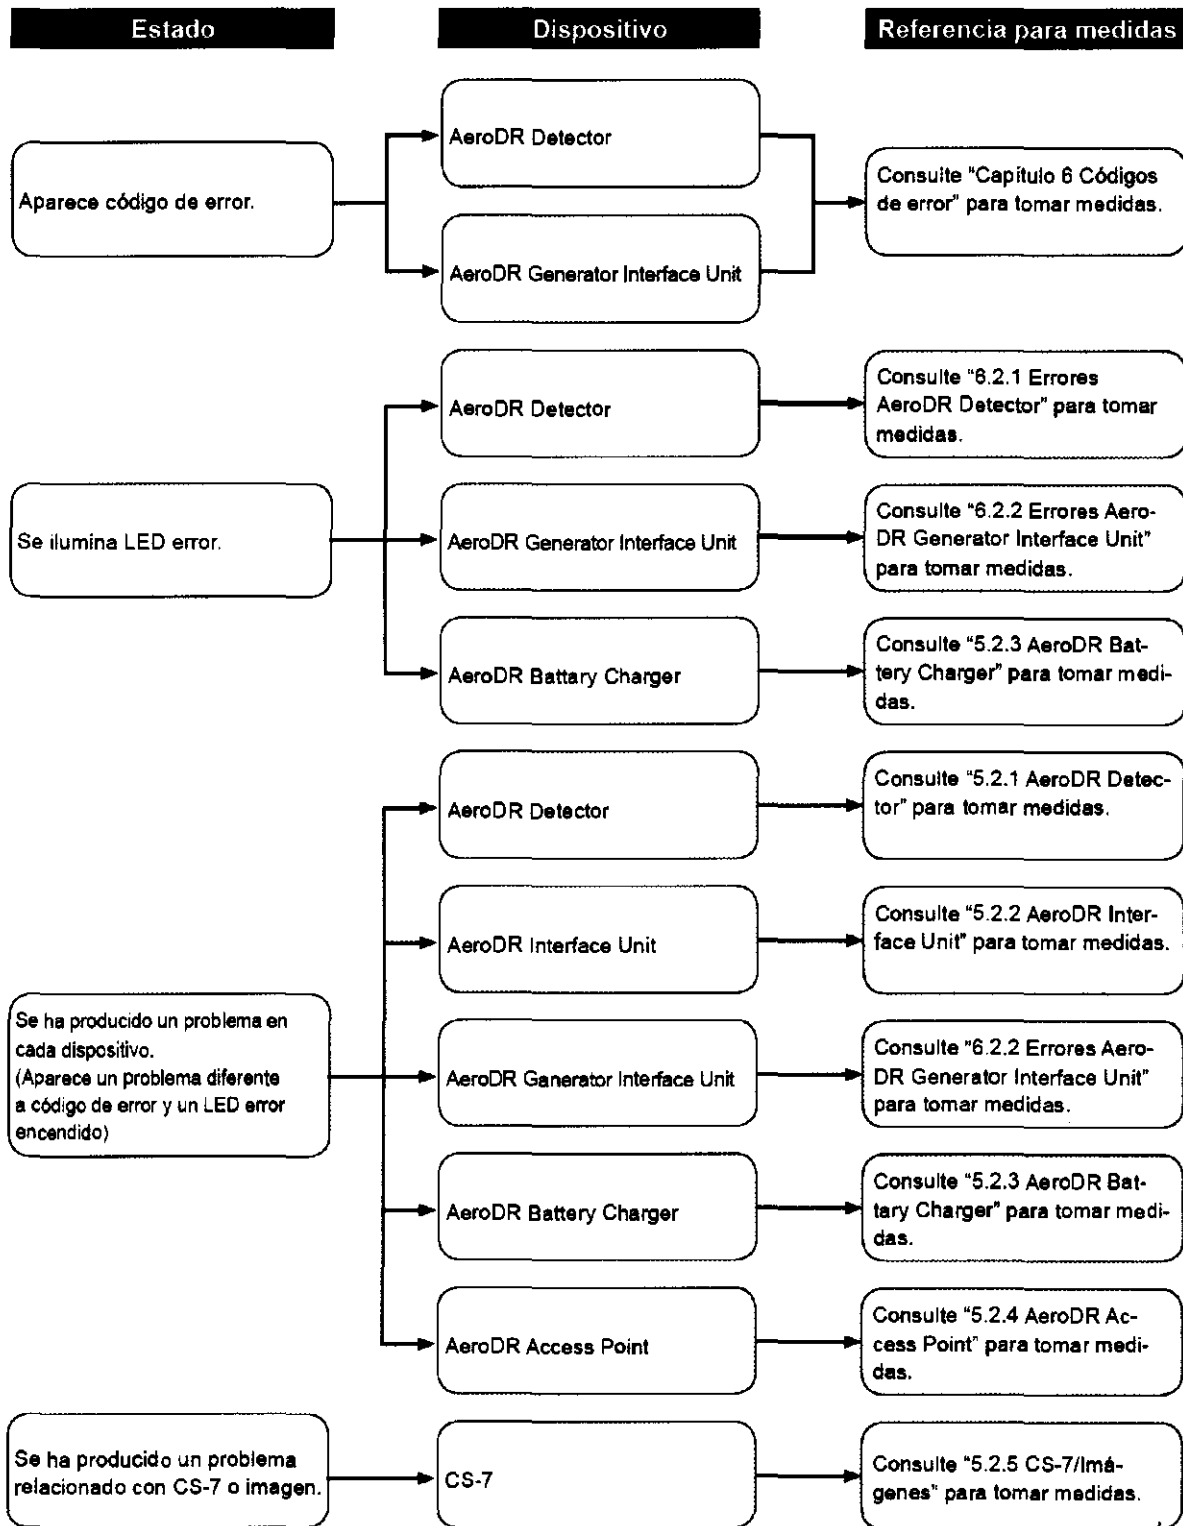 Estado
Dispositivo
Referencia para medidas
Aparece código de error.
AeroDR Detector
AeroDR Generator Interface Unit
Consulte “Capítulo 6 Códigos
de error” para tomar medidas.
Se ilumina LED error.
AeroDR Detector
Consulte “6.2.1 Errores
AeroDR Detector” para tomar
medidas.
AeroDR Generator Interface Unit
Consulte “6.2.2 Errores Aero-
DR Generator Interface Unit”
para tomar medidas.
AeroDR Battary Charger
Consulte “5.2.3 AeroDR Bat-
tery Charger” para tomar medi-
das.
Se ha producido un problema en
cada dispositivo.
(Aparece un problema diferente
a código de error y un LED error
encendido)
AeroDR Detector
Consulte “5.2.1 AeroDR Detec-
tor” para tomar medidas.
AeroDR Interface Unit
Consulte “5.2.2 AeroDR Inter-
face Unit” para tomar medidas.
AeroDR Ganerator Interface Unit
Consulte “6.2.2 Errores Aero-
DR Generator Interface Unit”
para tomar medidas.
AeroDR Battery Charger
Consulte “5.2.3 AeroDR Bat-
tary Charger” para tomar medi-
das.
AeroDR Access Point
Consulte “5.2.4 AeroDR Ac-
cess Point” para tomar medi-
das.
Se ha producido un problema
relacionado con CS-7 o imagen.
CS-7
Consulte “5.2.5 CS-7/Imá-
genes” para tomar medidas.